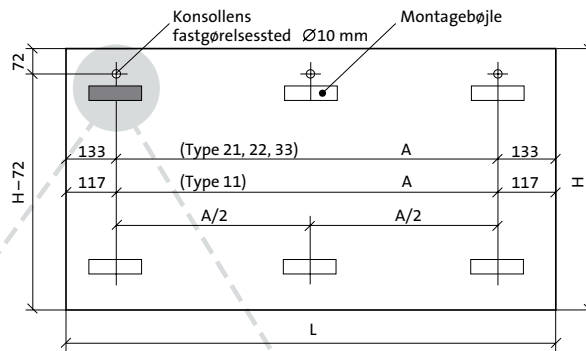 Konsollens
fastgørelsessted Ø10 mm
Montagebøjle
72
133 (Type 21, 22, 33) A 133
117 (Type 11) A 117
H–72
H
A/2 A/2
L